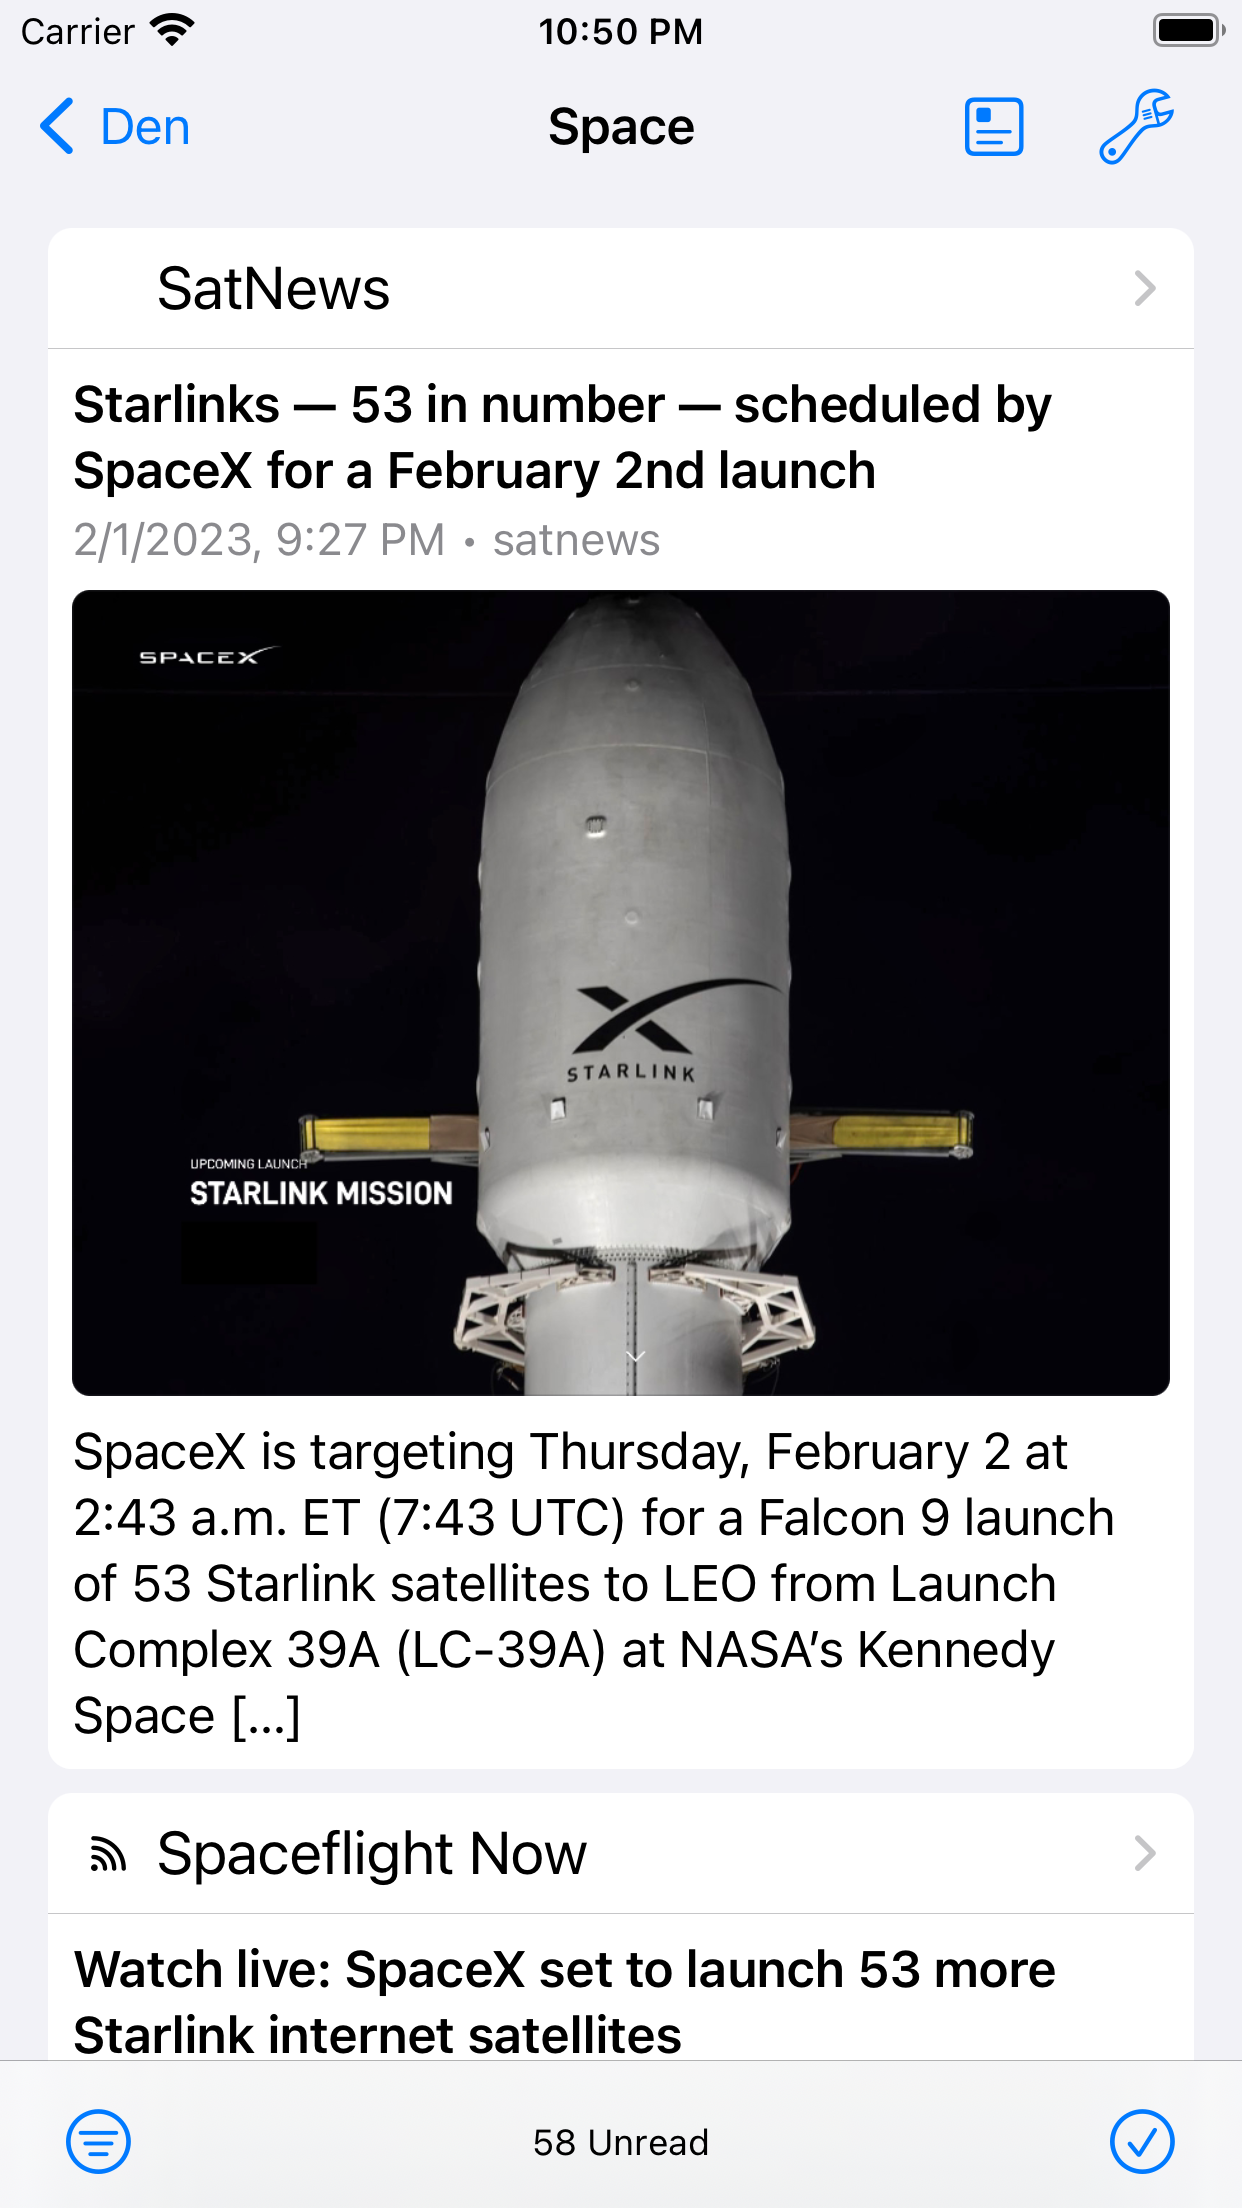 Carrier
10:50 PM
Den
Space
SatNews
Starlinks — 53 in number — scheduled by
SpaceX for a February 2nd launch
2/1/2023, 9:27 PM • satnews
SPACEX
STARLINK
UPCOMING LAUNCH
STARLINK MISSION
SpaceX is targeting Thursday, February 2 at
2:43 a.m. ET (7:43 UTC) for a Falcon 9 launch
of 53 Starlink satellites to LEO from Launch
Complex 39A (LC-39A) at NASA’s Kennedy
Space [...]
Spaceflight Now
Watch live: SpaceX set to launch 53 more
Starlink internet satellites
58 Unread